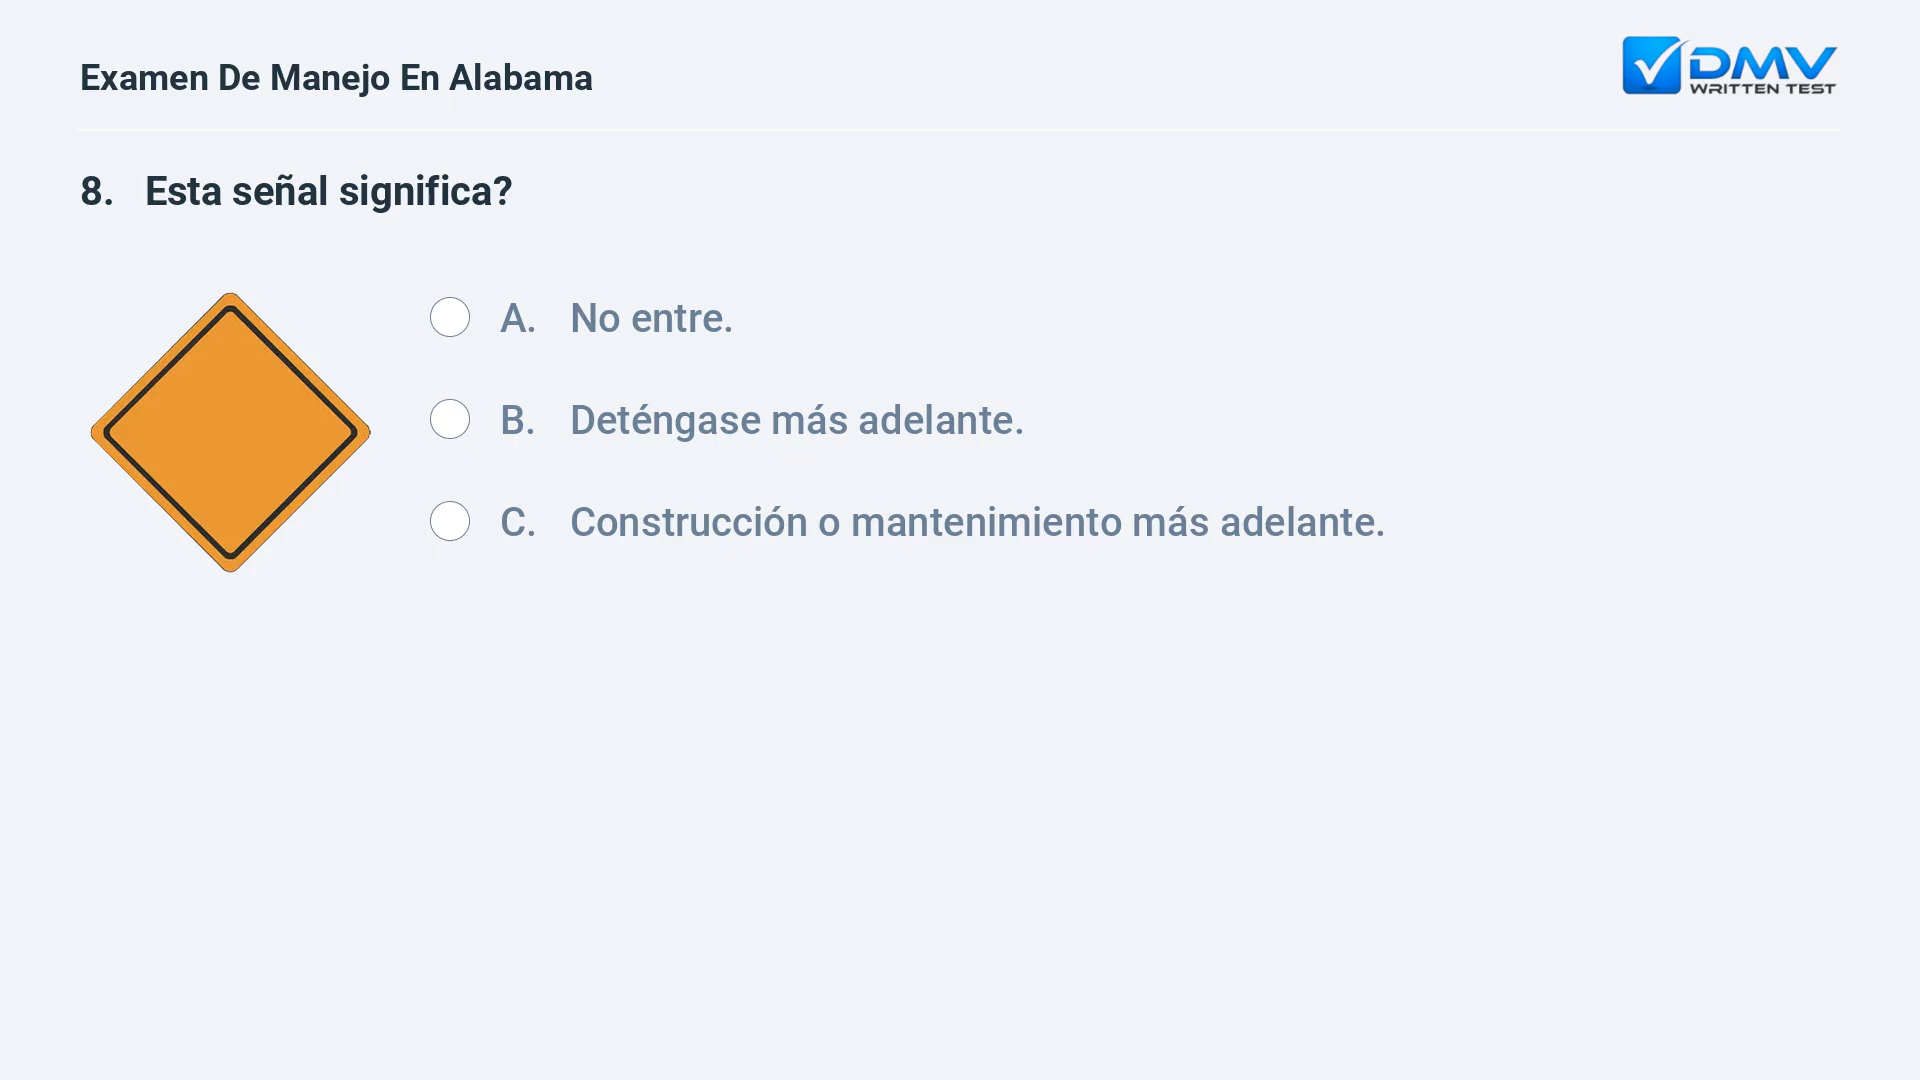 Examen De Manejo En Alabama
DMV
WRITTEN TEST
8. Esta señal significa?
A. No entre.
B. Deténgase más adelante.
C. Construcción o mantenimiento más adelante.